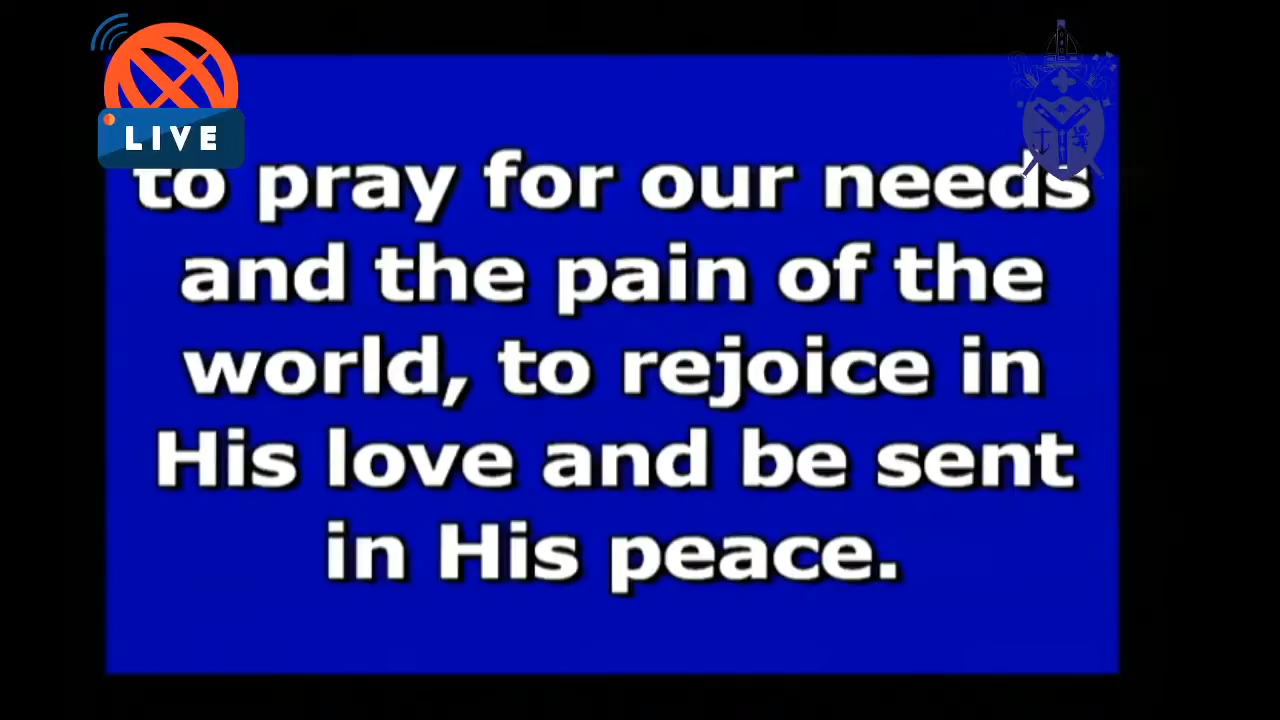 LIVE
to pray for our needs
and the pain of the
world, to rejoice in
His love and be sent
in His peace.